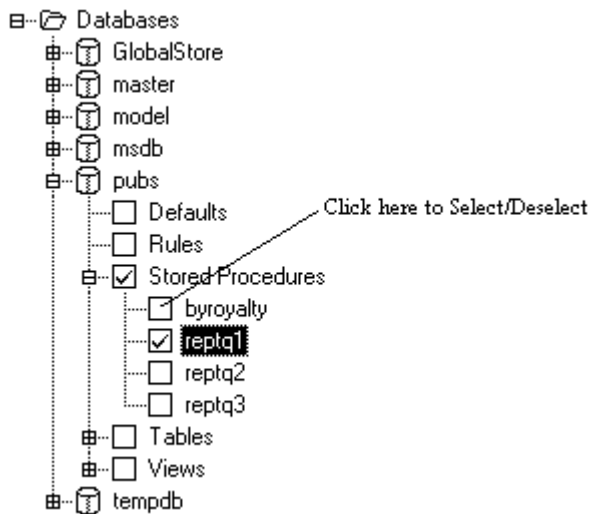 Databases
GlobalStore
master
model
msdb
pubs
Defaults
Click here to Select/Deselect
Rules
Stored Procedures
byroyalty
reptq1
reptq2
reptq3
Tables
Views
tempdb